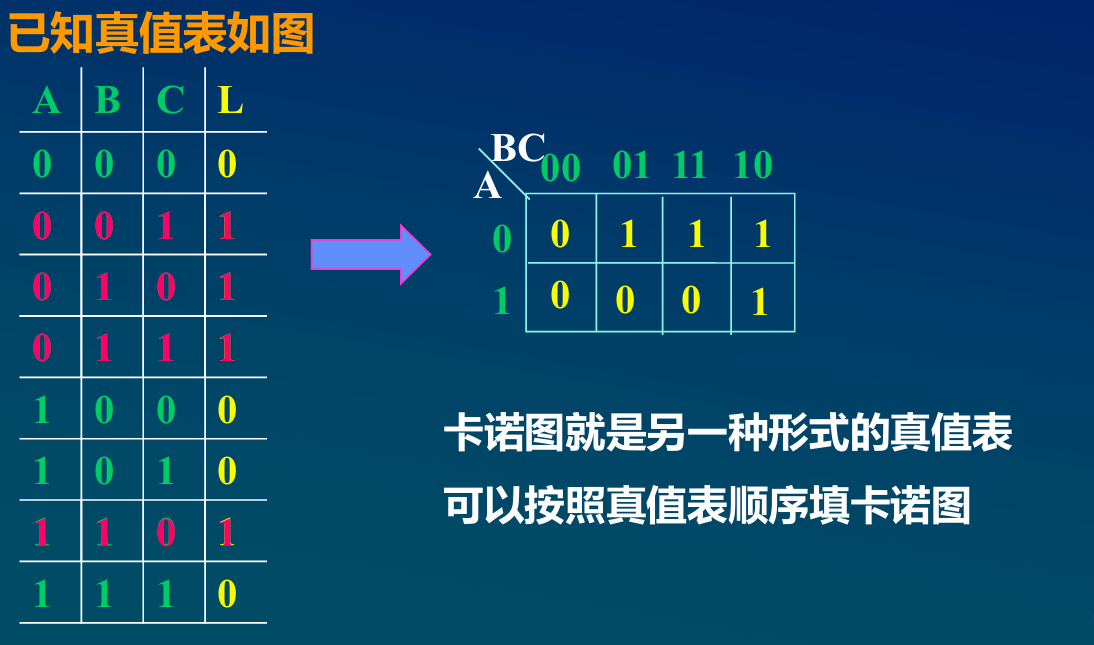 已知真值表如图
A B C L
0 0 0 0
0 0 1 1
0 1 0 1
0 1 1 1
1 0 0 0
1 0 1 0
1 1 0 1
1 1 1 0
BC
A
00 01 11 10
0 0 1 1 1
1 0 0 0 1
卡诺图就是另一种形式的真值表
可以按照真值表顺序填卡诺图